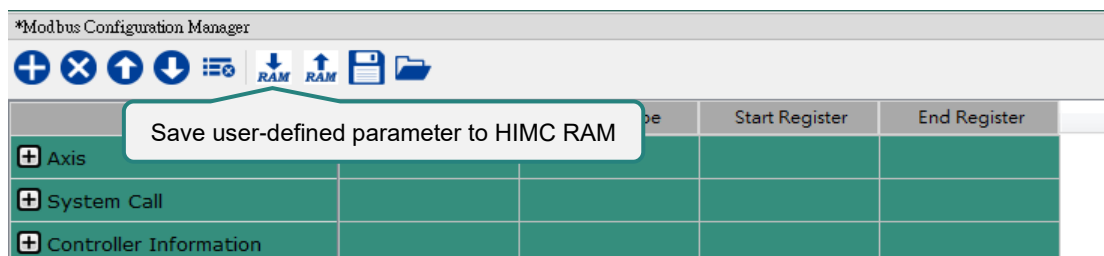 *Modbus Configuration Manager
RAM RAM
Save user-defined parameter to HIMC RAM
Start Register End Register
Axis
System Call
Controller Information